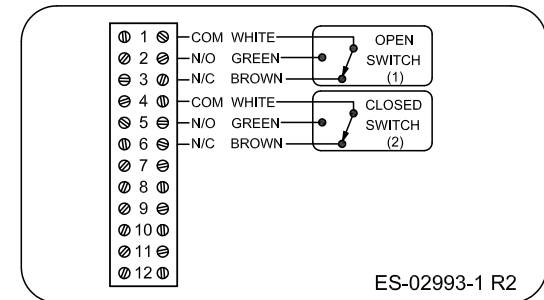 1 COM WHITE OPEN
2 N/O GREEN SWITCH
3 N/C BROWN (1)
4 COM WHITE CLOSED
5 N/O GREEN SWITCH
6 N/C BROWN (2)
7
8
9
10
11
12
ES-02993-1 R2